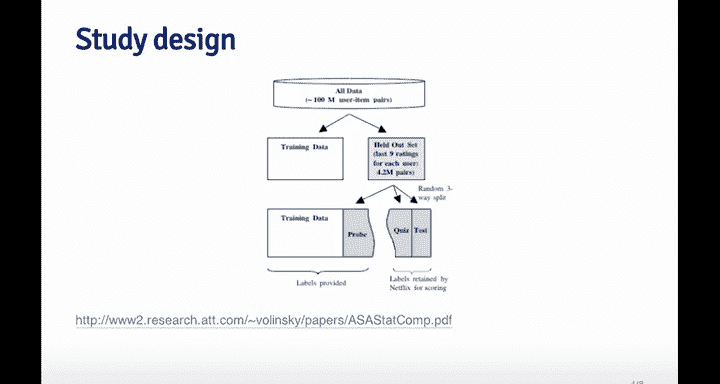 Study design
All Data
(~ 100 M user-item pairs)
Training Data
Held Out Set
(last 9 ratings
for each user:
4.2M pairs)
Random 3-
way split
Training Data
Probe
Quiz
Test
Labels provided
Labels retained by
Netflix for scoring
http://www2.research.att.com/~volinsky/papers/ASAStatComp.pdf